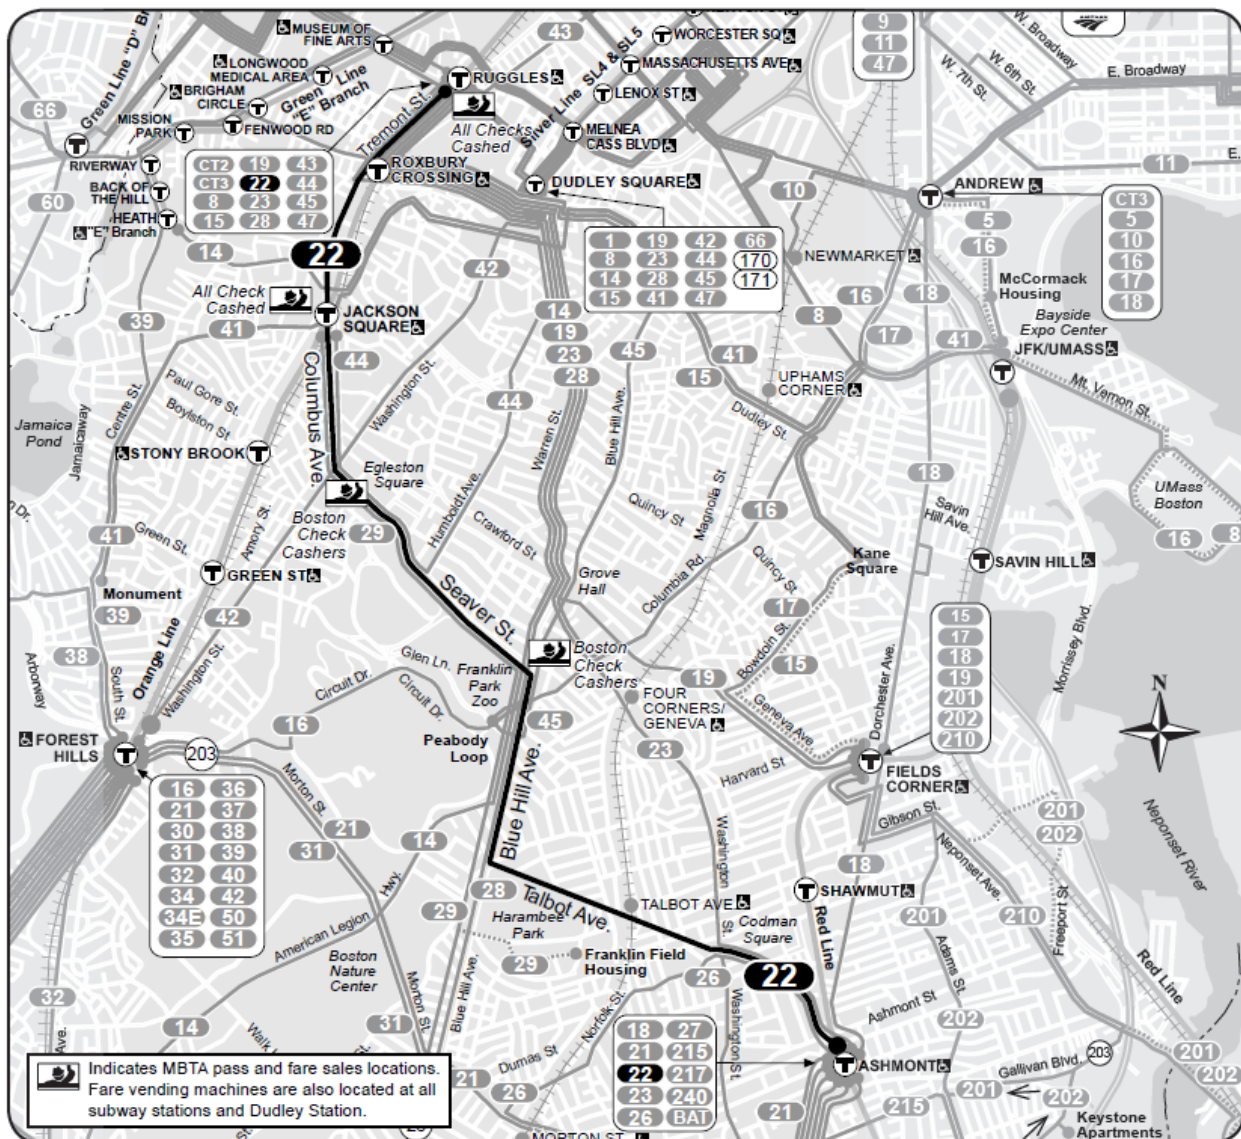 MUSEUM OF
FINE ARTS
LONGWOOD
MEDICAL AREA
BRIGHAM
CIRCLE
MISSION
PARK
FENWOOD RD
RIVERWAY
BACK OF
THE HILL
HEATH
"E" Branch
Green Line "D" Br
Green Line
"E" Branch
66
60
43
RUGGLES
All Checks
Cashed
Tremont St.
ROXBURY
CROSSING
Silver Line SL4 & SL5
WORCESTER SQ
MASSACHUSETTS AVE
LENOX ST
MELNEA
CASS BLVD
DUDLEY SQUARE
9
11
47
W. Broadway
W. 7th St.
W. 6th St.
E. Broadway
11
E.
CT2 19 43
CT3 22 44
8 23 45
15 28 47
1 19 42 66
8 23 44 170
14 28 45 171
15 41 47
10
ANDREW
CT3
5
10
16
17
18
5
16
NEWMARKET
McCormack
Housing
Bayside
Expo Center
JFK/UMASS
14
22
42
All Check
Cashed
JACKSON
SQUARE
39
41
44
14
19
23
28
45
41
15
8
16
17
18
41
UPHAMS
CORNER
Mt. Vernon St.
Jamaica
Pond
Jamaicaway
Centre St.
Paul Gore St.
Boylston St.
STONY BROOK
Columbus Ave.
Washington St.
Egleston
Square
Boston
Check
Cashers
29
44
Humboldt Ave.
Crawford St.
Warren St.
Blue Hill Ave.
Dudley St.
Quincy St
Magnolia St
16
18
Savin
Hill Ave.
UMass
Boston
16
8
Dr.
41
Green St.
Amory St.
GREEN ST
Monument
39
42
Orange Line
Washington St.
Seaver St.
Grove
Hall
Columbia Rd.
Quincy St
17
Kane
Square
SAVIN HILL
Morrissey Blvd.
38
Arborway
South St.
Glen Ln.
Circuit Dr.
Circuit Dr.
Franklin
Park
Zoo
Boston
Check
Cashers
Bowdoin St.
15
19
15
17
18
19
201
202
210
Dorchester Ave.
16
45
FOUR
CORNERS/
GENEVA
Geneva Ave.
N
FOREST
HILLS
203
Peabody
Loop
Blue Hill Ave.
23
Harvard St
FIELDS
CORNER
16 36
21 37
30 38
31 39
32 40
34 42
34E 50
35 51
Morton St.
21
31
14
Hwy.
Washington
St.
Gibson St.
201
202
Neponset Ave.
Neponset River
28
29
Talbot Ave.
TALBOT AVE
18
SHAWMUT
Red Line
201
210
Freeport St.
Harambee
Park
Codman
Square
American Legion
Boston
Nature
Center
29
Franklin Field
Housing
26
22
Adams St.
Red Line
32
Ave.
14
31
Morton St.
Blue Hill Ave.
Norfolk St.
Washington St.
Ashmont St
202
Walk
St.
Dumas St
18 27
21 215
22 217
23 240
26 BAT
ASHMONT
Gallivan Blvd.
203
201
202
21
26
21
215
201
202
Keystone
Apartments
MORTON ST.
Indicates MBTA pass and fare sales locations.
Fare vending machines are also located at all
subway stations and Dudley Station.